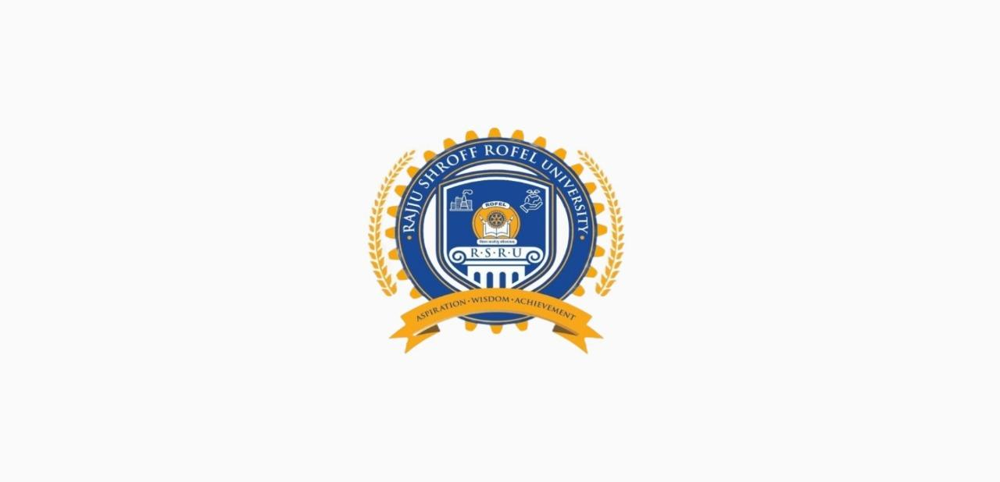 RAJJU SHROFF ROFEL UNIVERSITY
ROFEL
R·S·R·U
ASPIRATION · WISDOM · ACHIEVEMENT